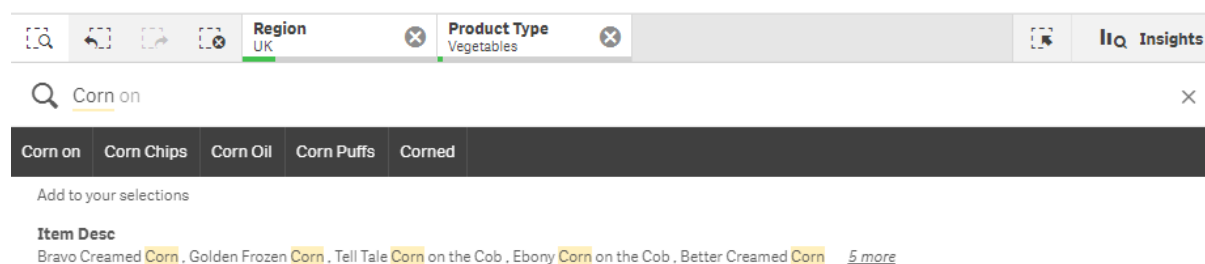 Region
UK
Product Type
Vegetables
Insights
Corn on
Corn on Corn Chips Corn Oil Corn Puffs Corned
Add to your selections
Item Desc
Bravo Creamed Corn , Golden Frozen Corn , Tell Tale Corn on the Cob , Ebony Corn on the Cob , Better Creamed Corn 5 more